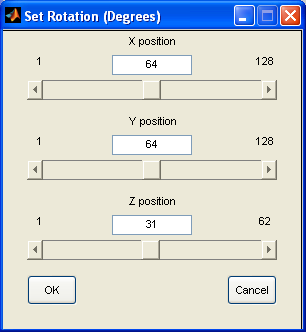 Set Rotation (Degrees)
X position
1 64 128
Y position
1 64 128
Z position
1 31 62
OK Cancel